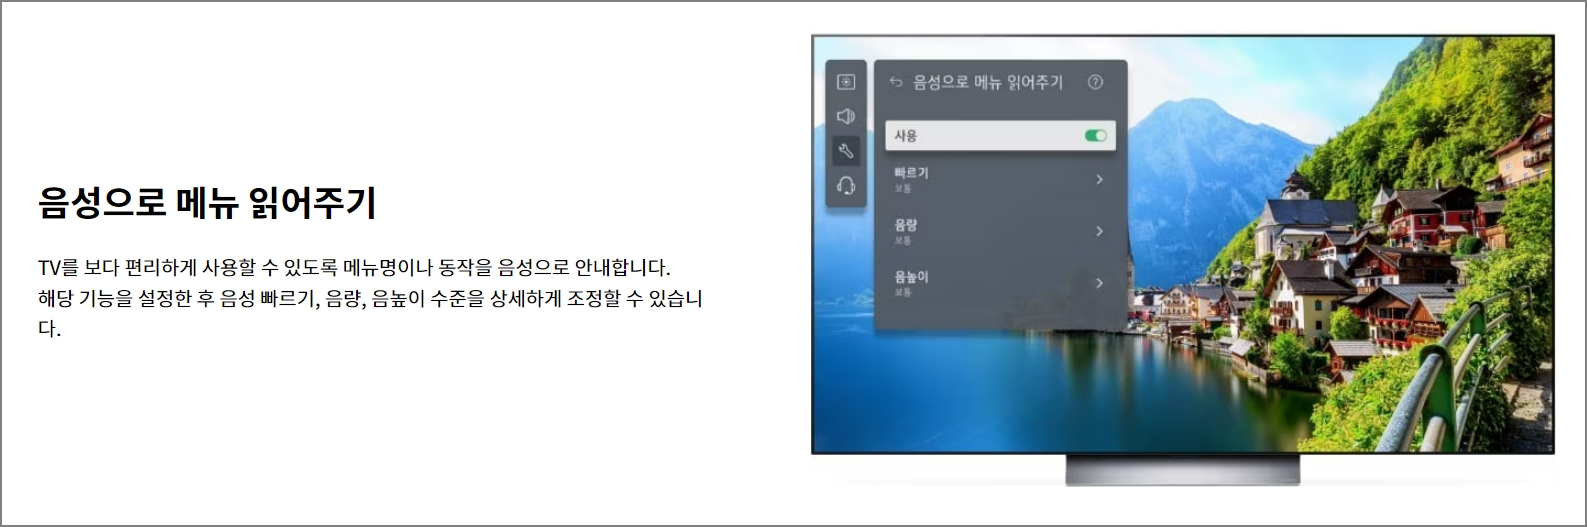 음성으로 메뉴 읽어주기
TV를 보다 편리하게 사용할 수 있도록 메뉴명이나 동작을 음성으로 안내합니다.
해당 기능을 설정한 후 음성 빠르기, 음량, 음높이 수준을 상세하게 조정할 수 있습니
다.
음성으로 메뉴 읽어주기
?
사용
빠르기
보통
음량
보통
음높이
보통